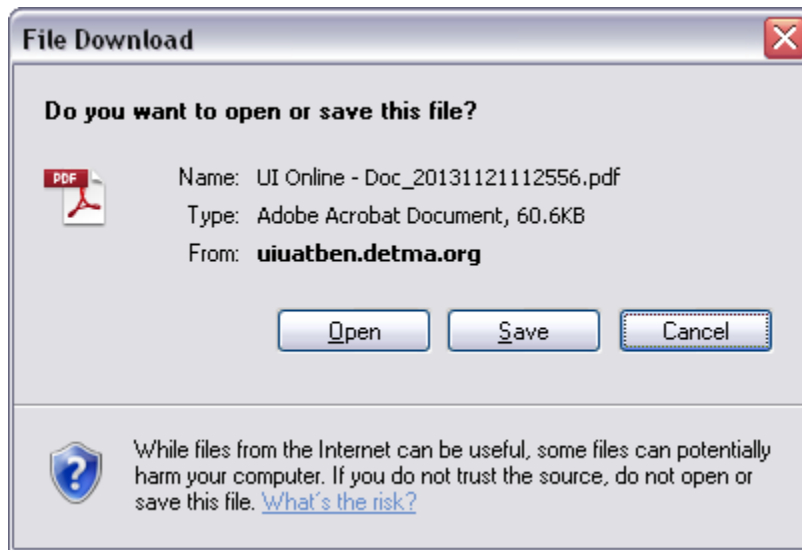 File Download
Do you want to open or save this file?
PDF
Name: UI Online - Doc_20131121112556.pdf
Type: Adobe Acrobat Document, 60.6KB
From: uiuatben.detma.org
Open Save Cancel
While files from the Internet can be useful, some files can potentially
harm your computer. If you do not trust the source, do not open or
save this file. What's the risk?